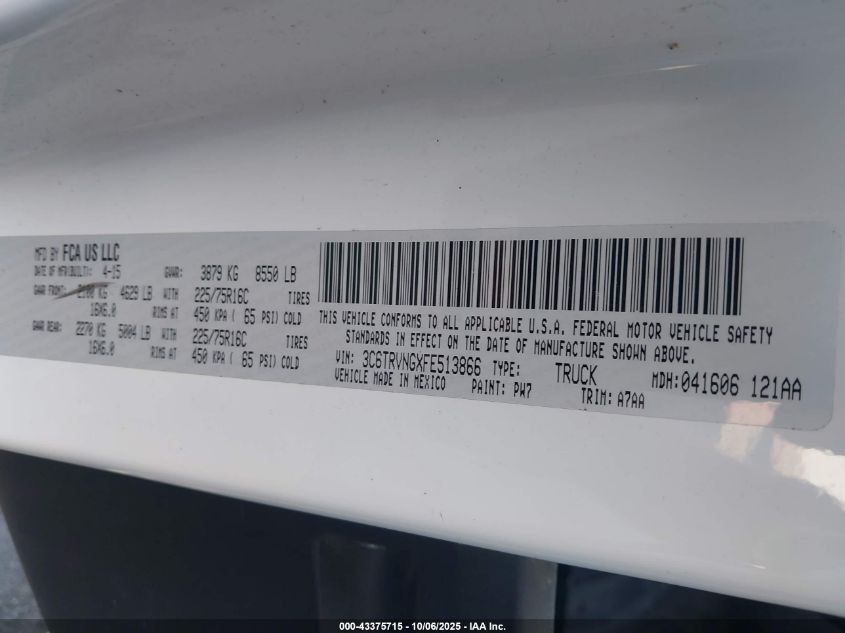 MFD BY FCA US LLC
DATE OF MFR(BUILT): 4-15 GVWR: 3879 KG 8550 LB
GAWR FRONT: 2100 KG 4629 LB WITH 225/75R16C TIRES
16X6.0 RIMS AT 450 KPA ( 65 PSI) COLD
GAWR REAR: 2270 KG 5004 LB WITH 225/75R16C TIRES
16X6.0 RIMS AT 450 KPA ( 65 PSI) COLD
THIS VEHICLE CONFORMS TO ALL APPLICABLE U.S.A. FEDERAL MOTOR VEHICLE SAFETY
STANDARDS IN EFFECT ON THE DATE OF MANUFACTURE SHOWN ABOVE.
VIN: 3C6TRVNGXFE513866 TYPE: TRUCK MDH:041606 121AA
VEHICLE MADE IN MEXICO PAINT: PW7 TRIM: A7AA
000-43375715 - 10/06/2025 - IAA Inc.